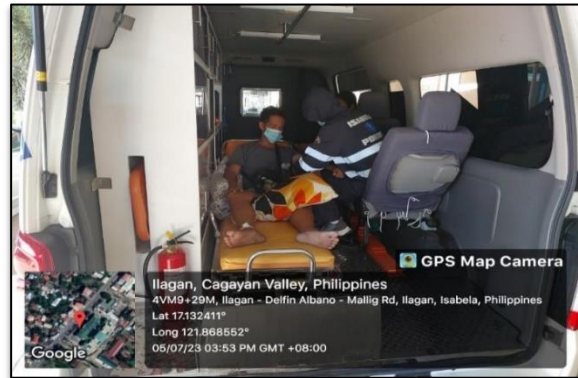 GPS Map Camera
Ilagan, Cagayan Valley, Philippines
4VM9+29M, Ilagan - Delfin Albano - Mallig Rd, Ilagan, Isabela, Philippines
Lat 17.132411°
Long 121.868552°
05/07/23 03:53 PM GMT +08:00
Google